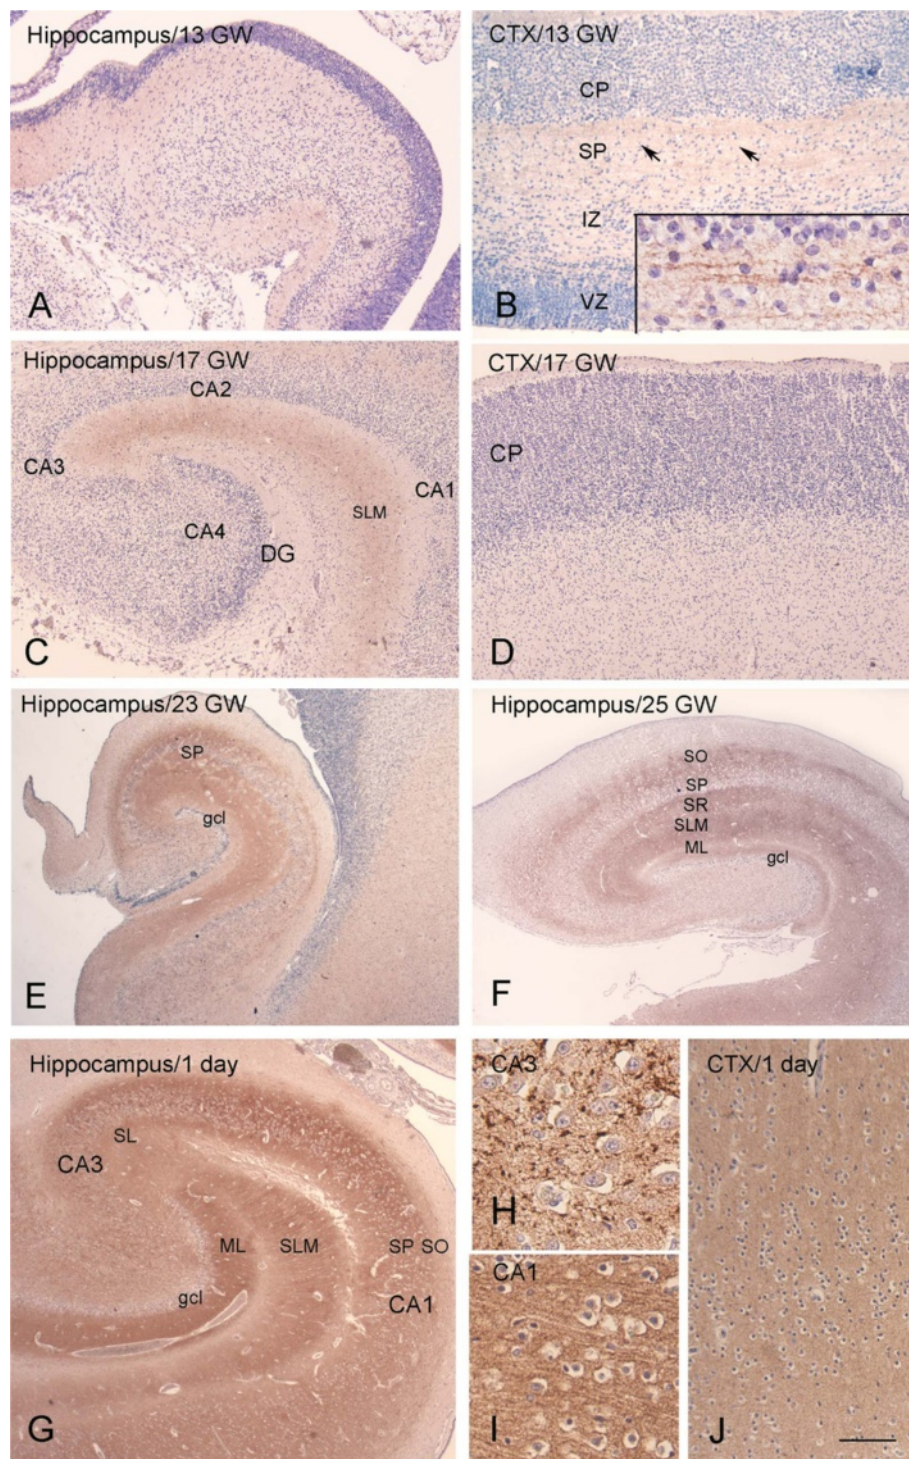 Hippocampus/13 GW
A
CTX/13 GW
CP
SP
IZ
VZ
B
Hippocampus/17 GW
CA2
CA3
CA1
CA4
SLM
DG
C
CTX/17 GW
CP
D
Hippocampus/23 GW
SP
gcl
E
Hippocampus/25 GW
SO
SP
SR
SLM
ML
gcl
F
Hippocampus/1 day
SL
CA3
ML SLM SP SO
gcl
CA1
G
CA3
H
CA1
I
CTX/1 day
J